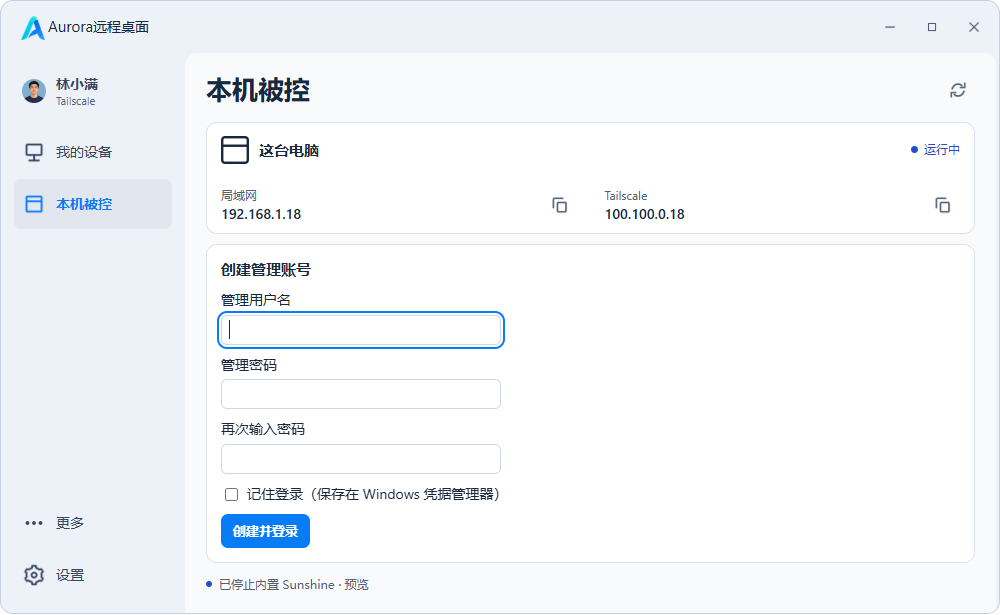 Aurora远程桌面
林小满
Tailscale
我的设备
本机被控
更多
设置
本机被控
这台电脑
运行中
局域网
192.168.1.18
Tailscale
100.100.0.18
创建管理账号
管理用户名
管理密码
再次输入密码
记住登录（保存在 Windows 凭据管理器）
创建并登录
已停止内置 Sunshine · 预览